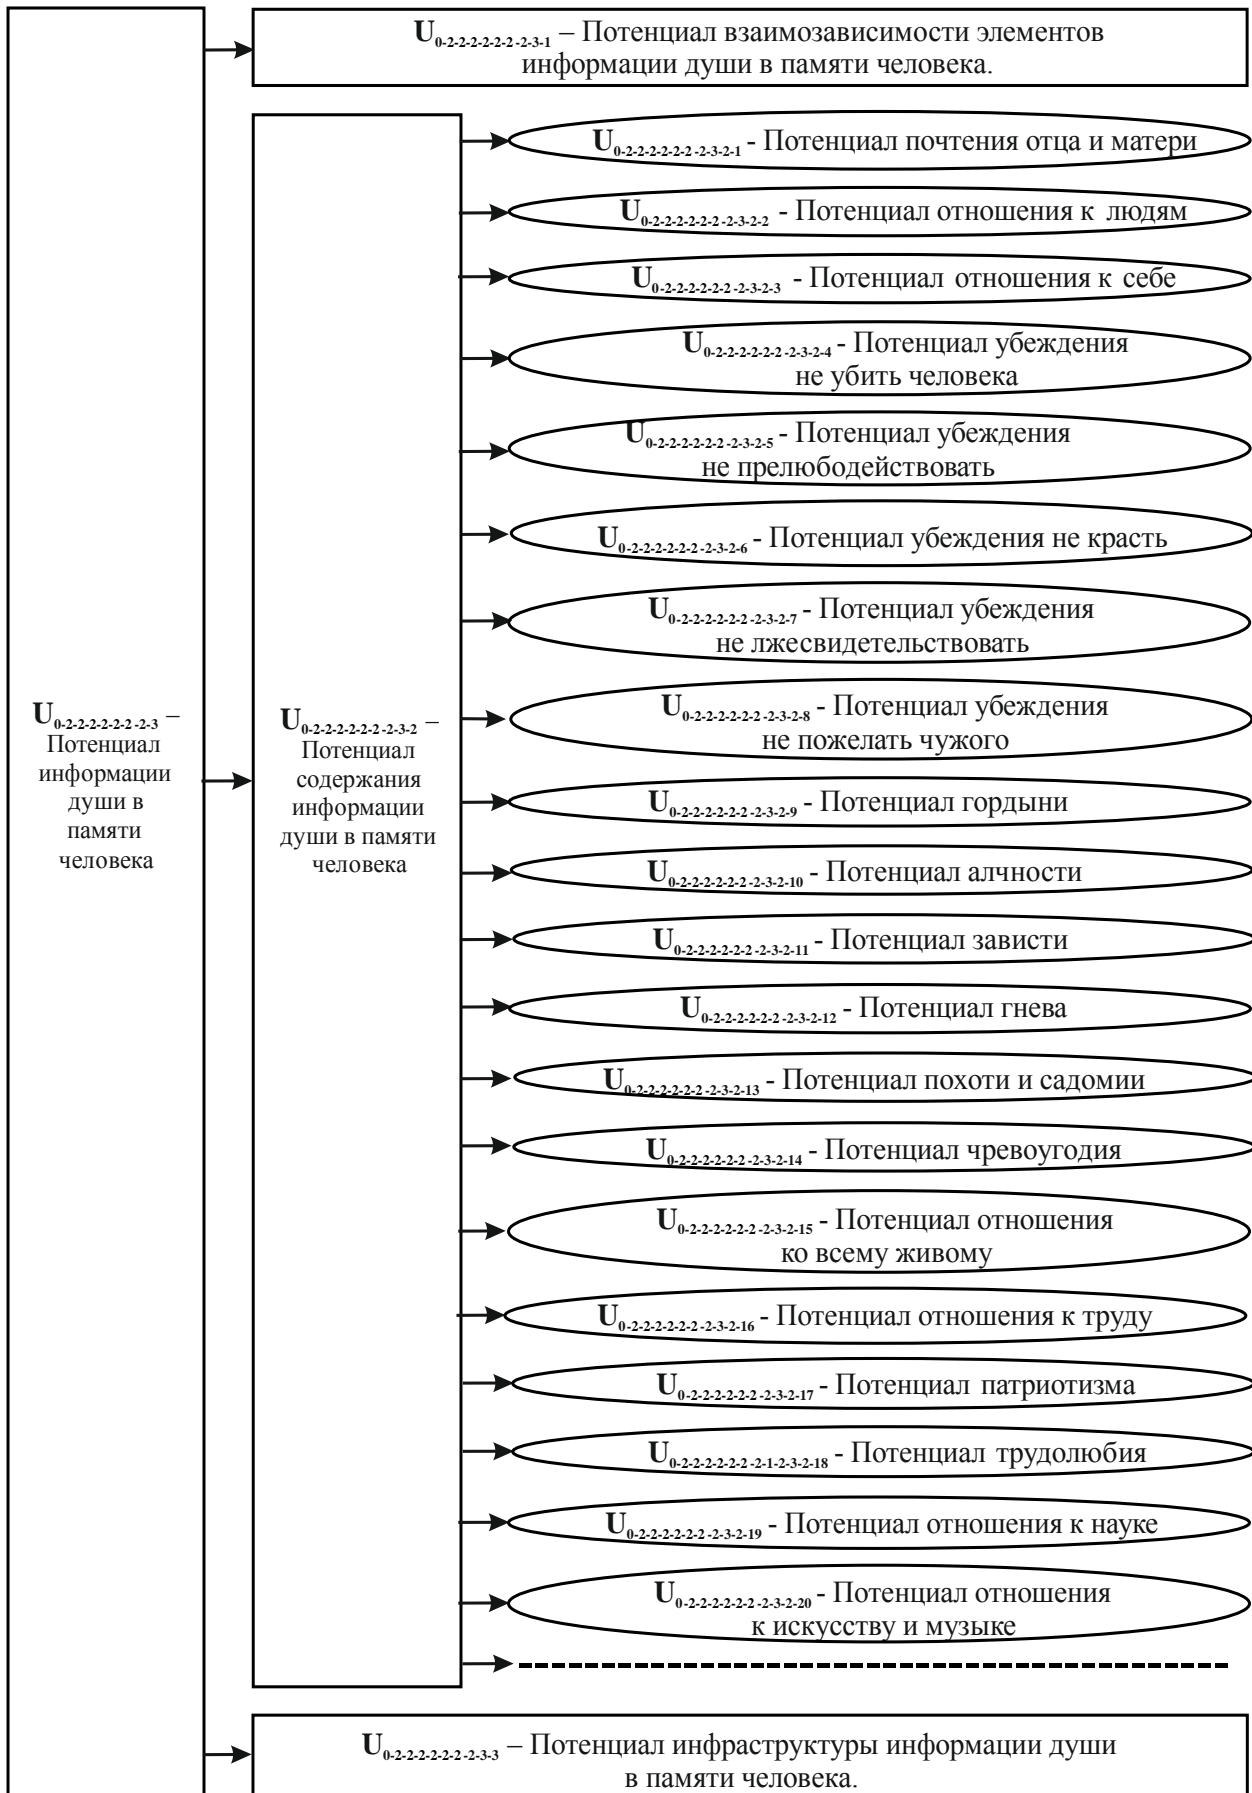 U0-2-2-2-2-2-2-2-3-1 – Потенциал взаимозависимости элементов
информации души в памяти человека.
U0-2-2-2-2-2-2-2-3 –
Потенциал
информации
души в
памяти
человека
U0-2-2-2-2-2-2-2-3-2 –
Потенциал
содержания
информации
души в памяти
человека
U0-2-2-2-2-2-2-2-3-2-1 - Потенциал почтения отца и матери
U0-2-2-2-2-2-2-2-3-2-2 - Потенциал отношения к людям
U0-2-2-2-2-2-2-2-3-2-3 - Потенциал отношения к себе
U0-2-2-2-2-2-2-2-3-2-4 - Потенциал убеждения
не убить человека
U0-2-2-2-2-2-2-2-3-2-5 - Потенциал убеждения
не прелюбодействовать
U0-2-2-2-2-2-2-2-3-2-6 - Потенциал убеждения не красть
U0-2-2-2-2-2-2-2-3-2-7 - Потенциал убеждения
не лжесвидетельствовать
U0-2-2-2-2-2-2-2-3-2-8 - Потенциал убеждения
не пожелать чужого
U0-2-2-2-2-2-2-2-3-2-9 - Потенциал гордыни
U0-2-2-2-2-2-2-2-3-2-10 - Потенциал алчности
U0-2-2-2-2-2-2-2-3-2-11 - Потенциал зависти
U0-2-2-2-2-2-2-2-3-2-12 - Потенциал гнева
U0-2-2-2-2-2-2-2-3-2-13 - Потенциал похоти и садомии
U0-2-2-2-2-2-2-2-3-2-14 - Потенциал чревоугодия
U0-2-2-2-2-2-2-2-3-2-15 - Потенциал отношения
ко всему живому
U0-2-2-2-2-2-2-2-3-2-16 - Потенциал отношения к труду
U0-2-2-2-2-2-2-2-3-2-17 - Потенциал патриотизма
U0-2-2-2-2-2-2-2-1-2-3-2-18 - Потенциал трудолюбия
U0-2-2-2-2-2-2-2-3-2-19 - Потенциал отношения к науке
U0-2-2-2-2-2-2-2-3-2-20 - Потенциал отношения
к искусству и музыке
U0-2-2-2-2-2-2-2-3-3 – Потенциал инфраструктуры информации души
в памяти человека.